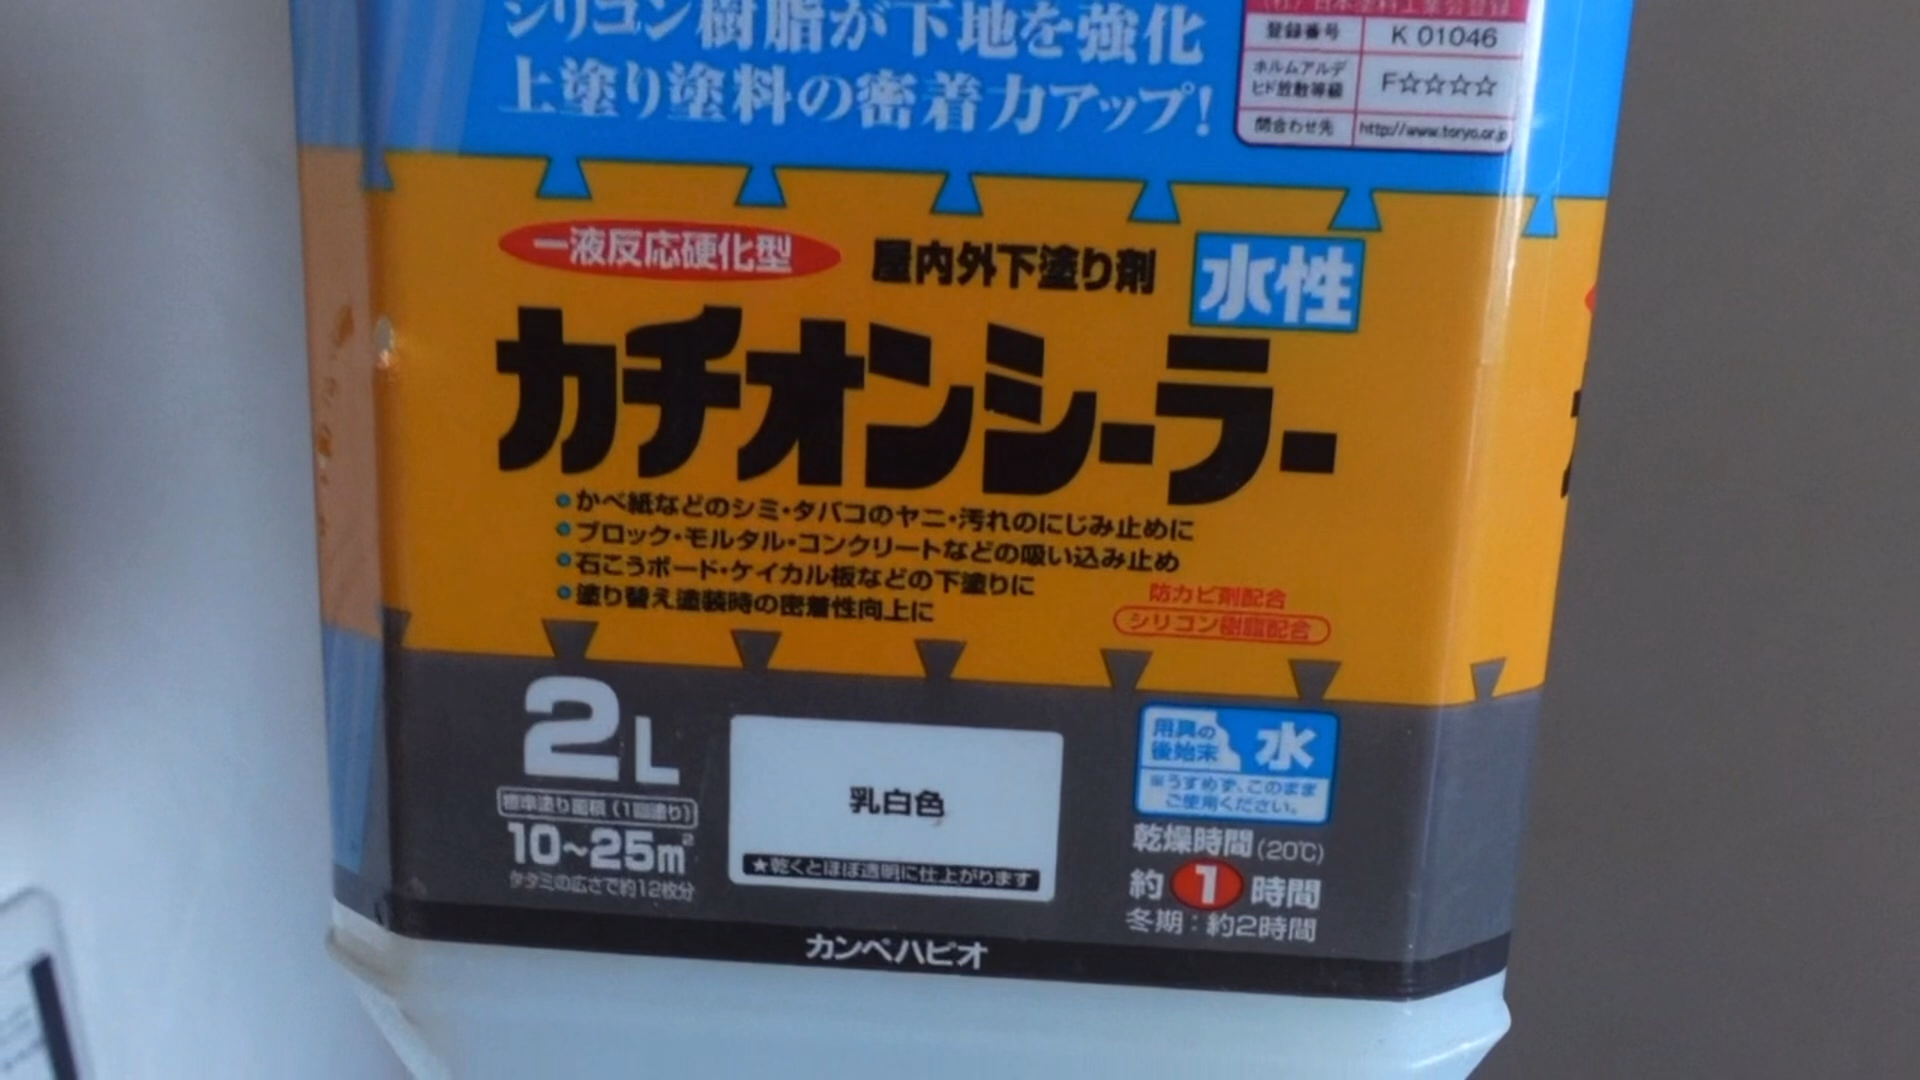 シリコン樹脂が下地を強化
上塗り塗料の密着力アップ!
(社)日本塗料工業会登録
登録番号 K 01046
ホルムアルデヒド放散等級 F☆☆☆☆
問合わせ先 http://www.toryo.or.jp
一液反応硬化型 屋内外下塗り剤 水性
カチオンシーラー
かべ紙などのシミ・タバコのヤニ・汚れのにじみ止めに
ブロック・モルタル・コンクリートなどの吸い込み止め
石こうボード・ケイカル板などの下塗りに
塗り替え塗装時の密着性向上に
防カビ剤配合
シリコン樹脂配合
2L
標準塗り面積(1回塗り)
10~25m²
タタミの広さで約12枚分
乳白色
★乾くとほぼ透明に仕上がります
用具の後始末 水
※うすめず、このまま
ご使用ください。
乾燥時間(20℃)
約1時間
冬期:約2時間
カンペハピオ